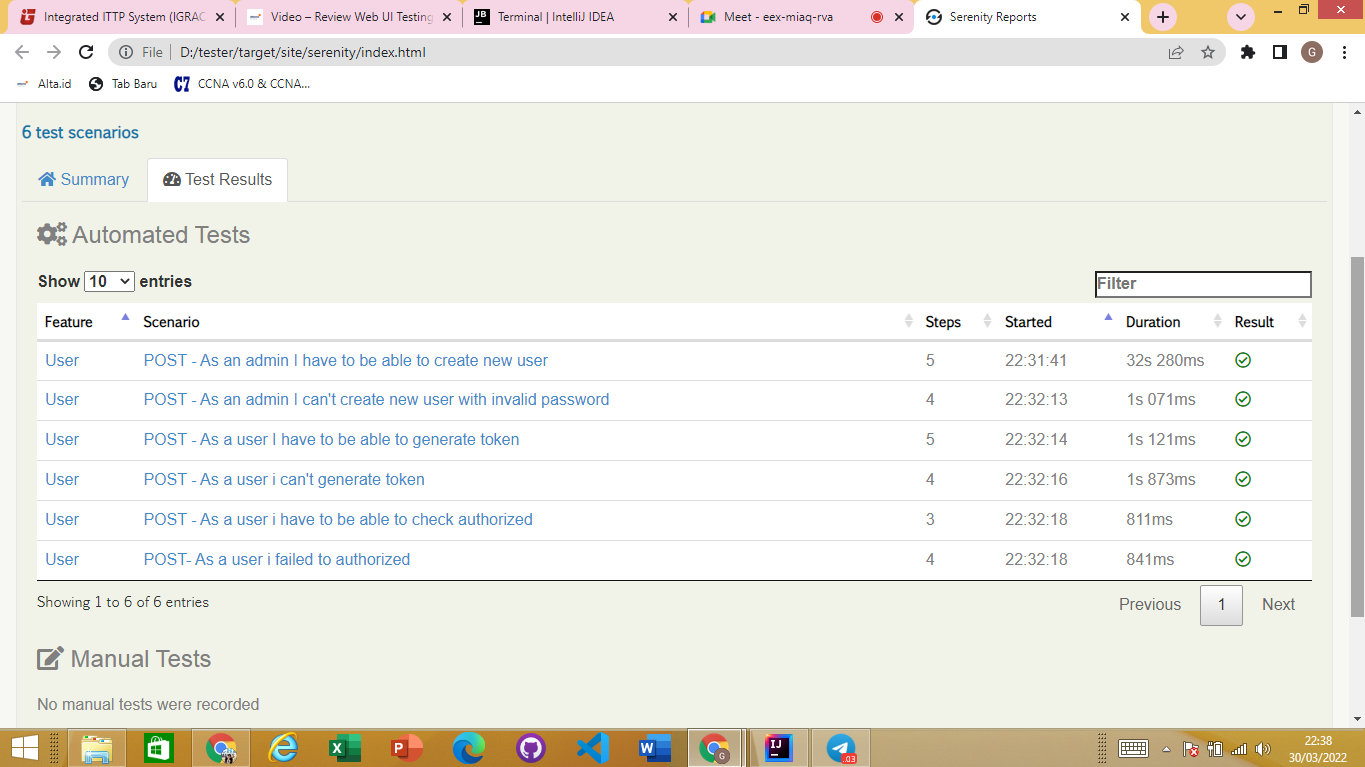 Integrated ITTP System (IGRAC
Video – Review Web UI Testing
Terminal | IntelliJ IDEA
Meet - eex-miaq-rva
Serenity Reports
File | D:/tester/target/site/serenity/index.html
G
Alta.id
Tab Baru
CCNA v6.0 & CCNA...
6 test scenarios
Summary
Test Results
Automated Tests
Show 10 entries
Filter
Feature Scenario Steps Started Duration Result
User POST - As an admin I have to be able to create new user 5 22:31:41 32s 280ms
User POST - As an admin I can't create new user with invalid password 4 22:32:13 1s 071ms
User POST - As a user I have to be able to generate token 5 22:32:14 1s 121ms
User POST - As a user i can't generate token 4 22:32:16 1s 873ms
User POST - As a user i have to be able to check authorized 3 22:32:18 811ms
User POST- As a user i failed to authorized 4 22:32:18 841ms
Showing 1 to 6 of 6 entries
Previous 1 Next
Manual Tests
No manual tests were recorded
22:38
30/03/2022